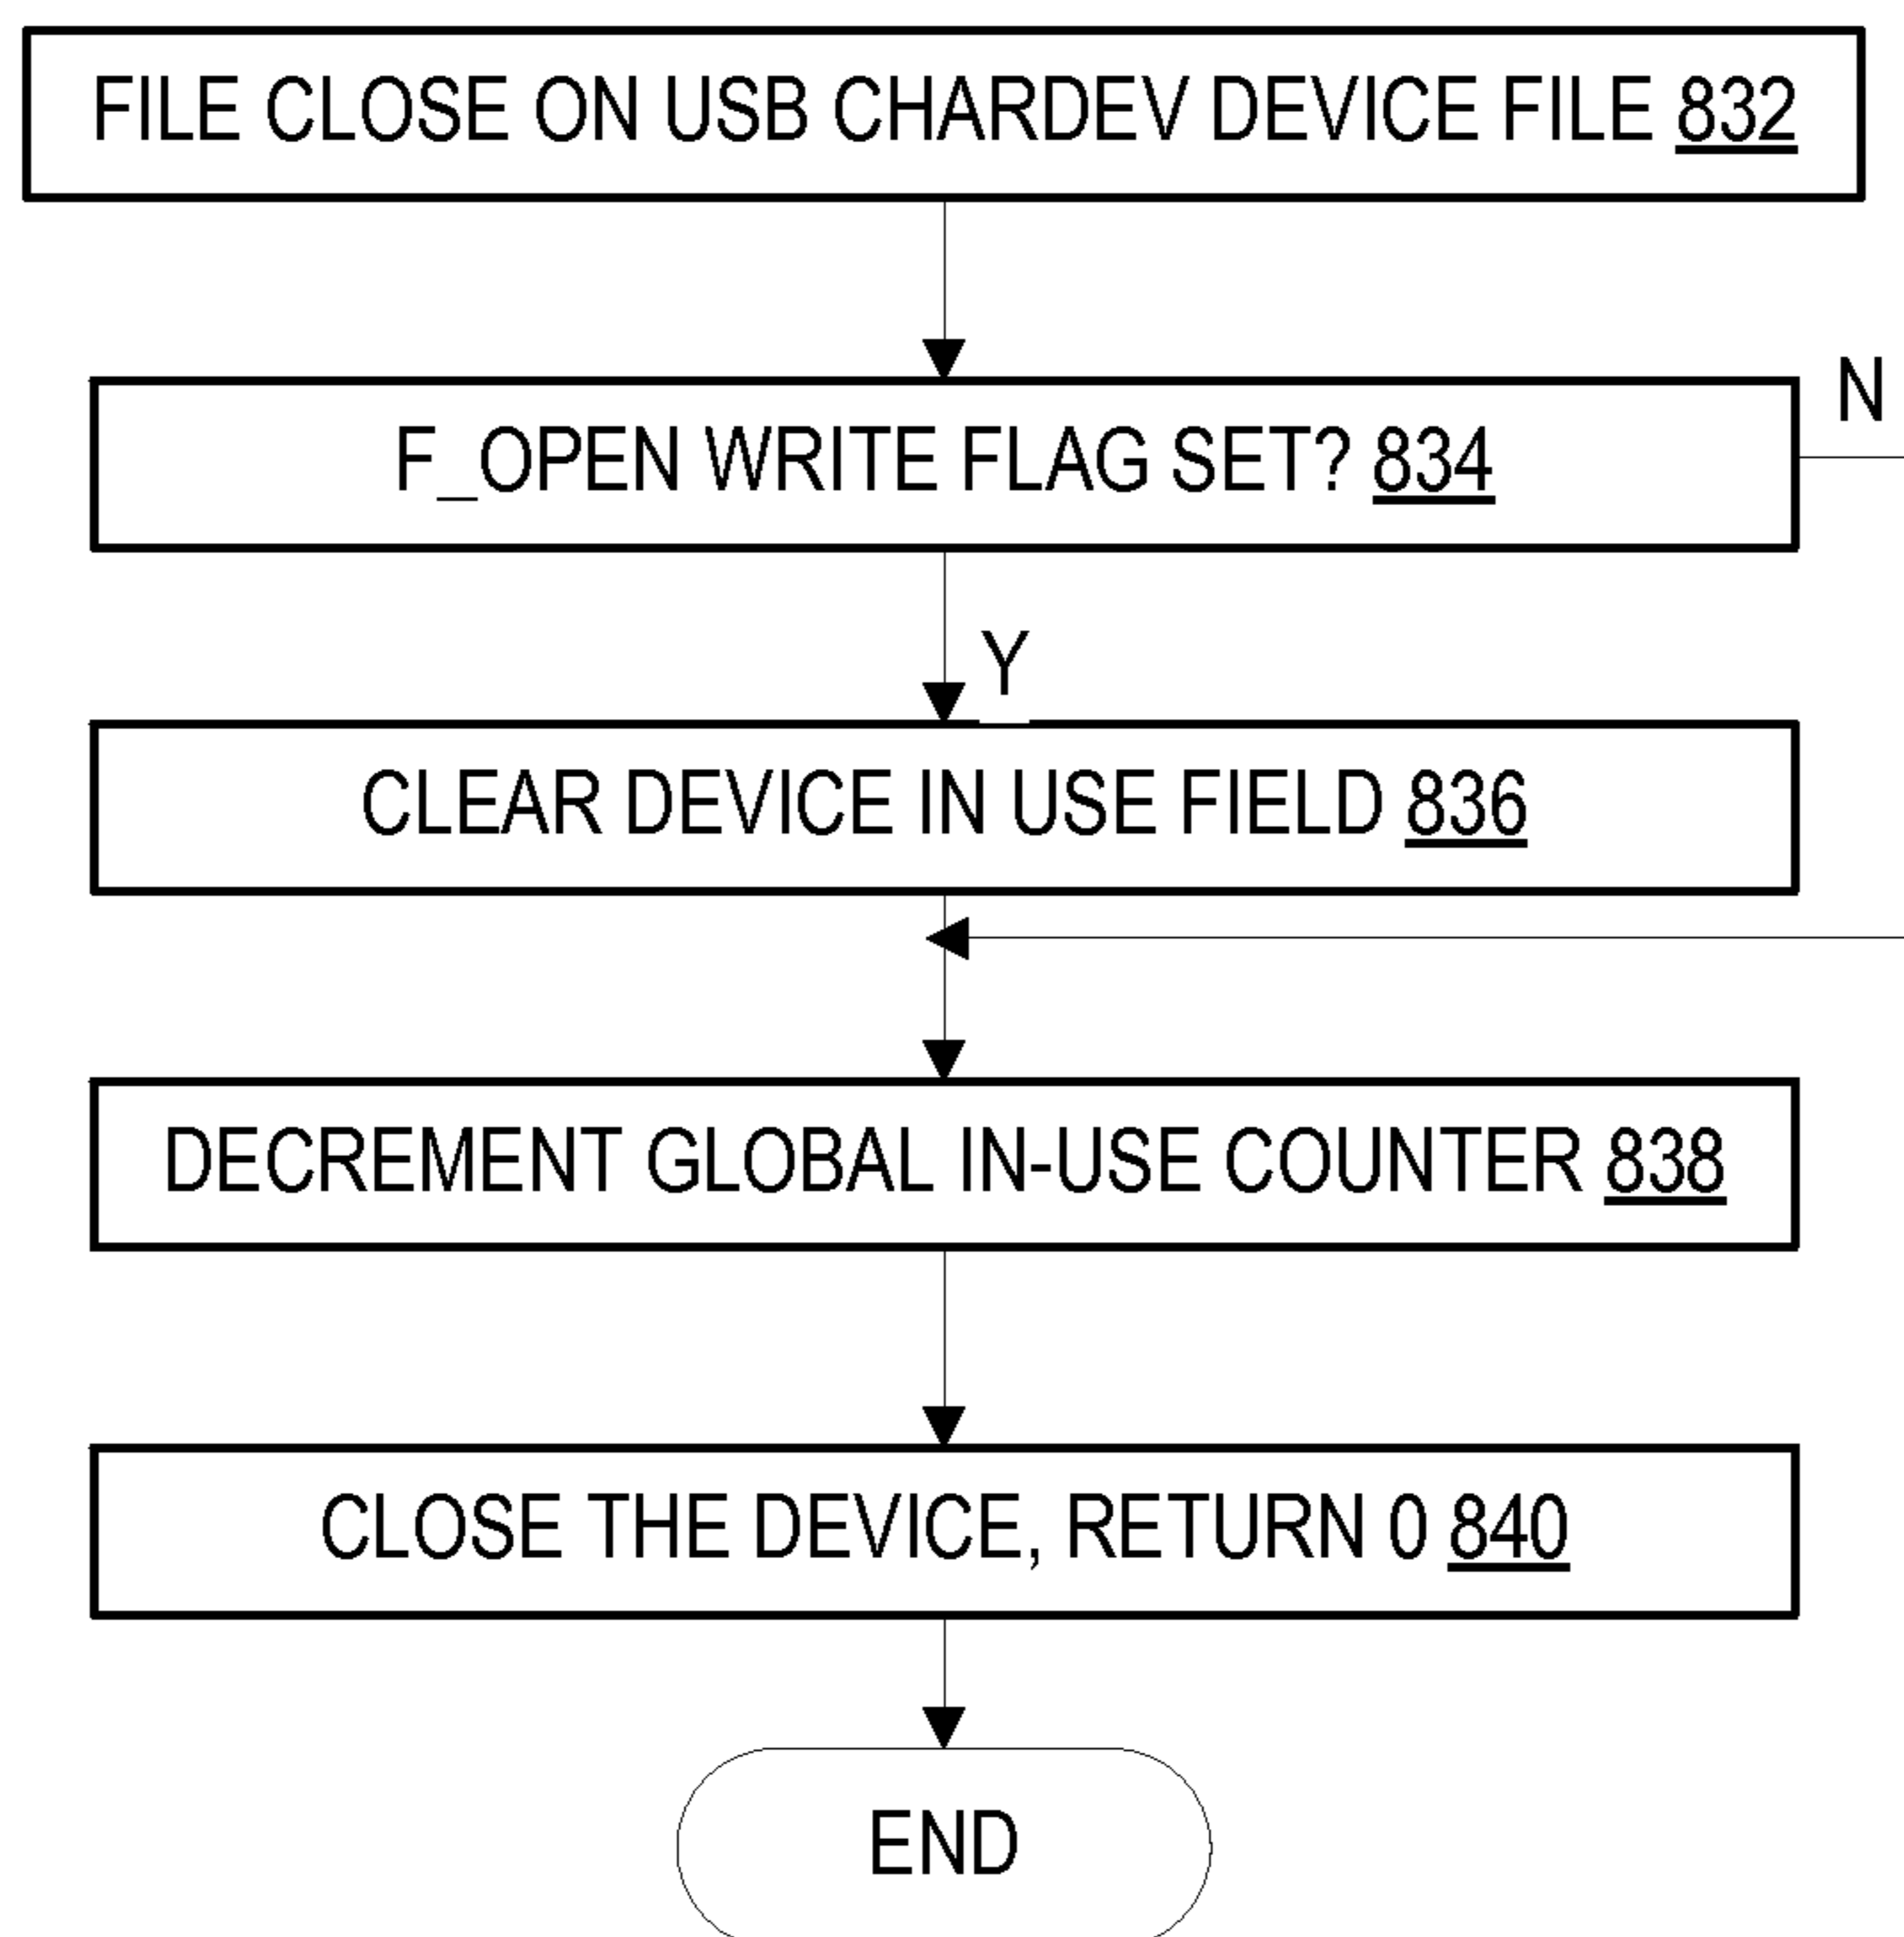 FILE CLOSE ON USB CHARDEV DEVICE FILE 832
N
F_OPEN WRITE FLAG SET? 834
Y
CLEAR DEVICE IN USE FIELD 836
DECREMENT GLOBAL IN-USE COUNTER 838
CLOSE THE DEVICE, RETURN 0 840
END